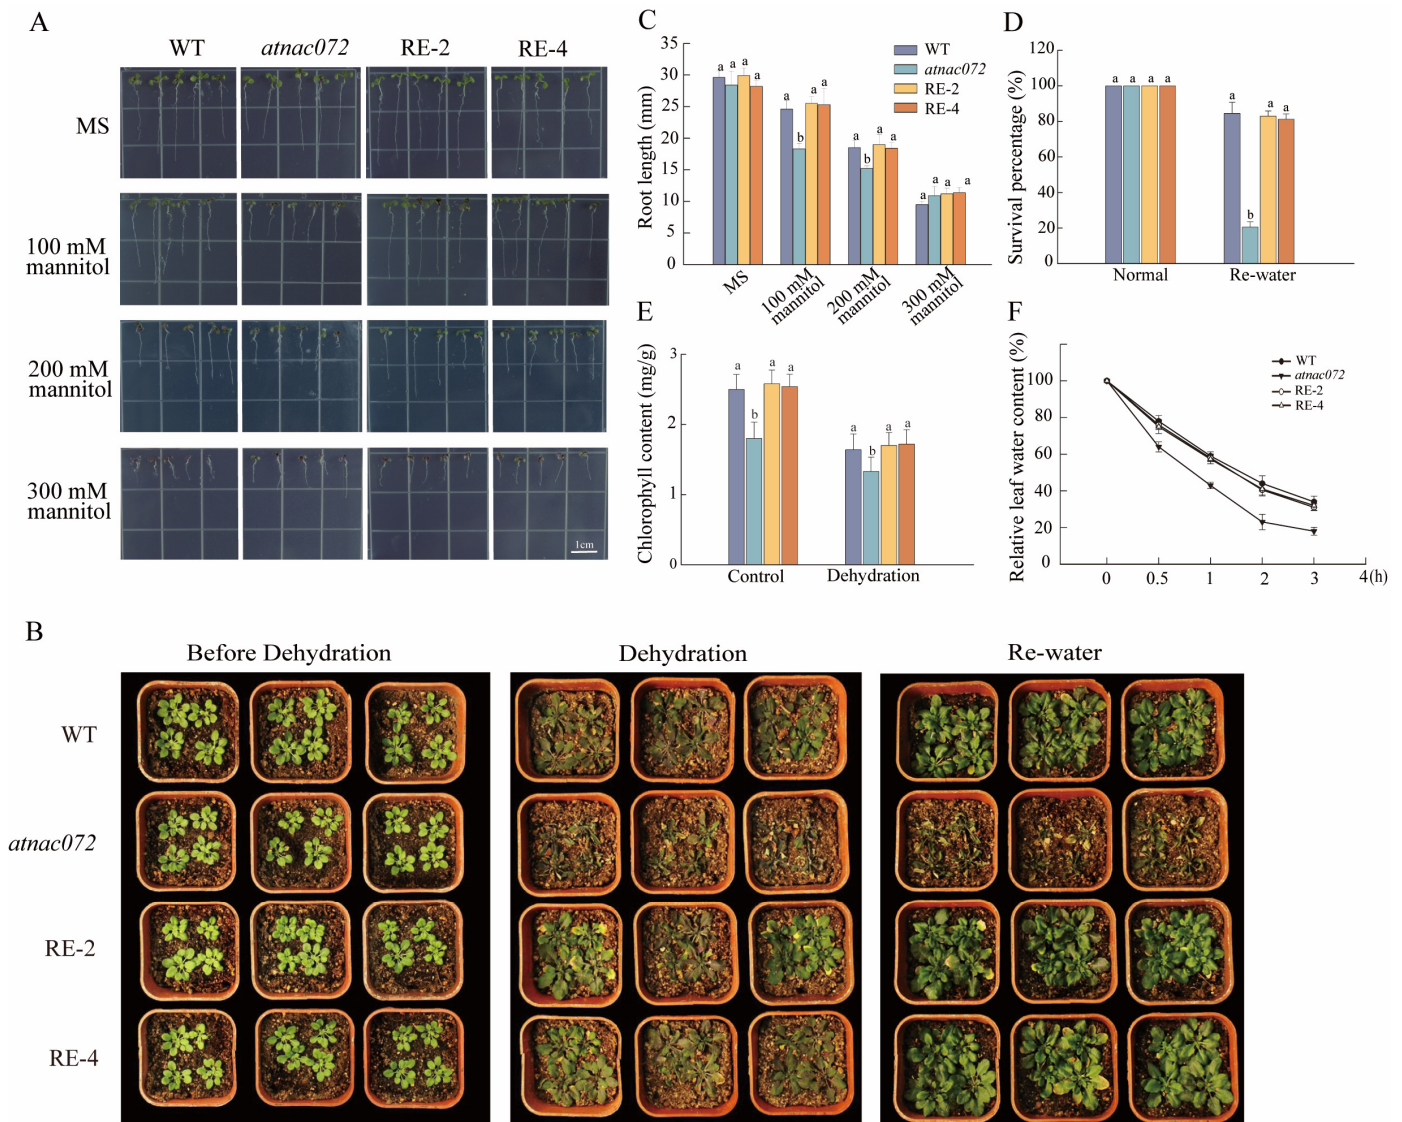 A
WT
atnac072
RE-2
RE-4
MS
100 mM
mannitol
200 mM
mannitol
300 mM
mannitol
1cm
C
Root length (mm)
35
30
25
20
15
10
5
0
a a a a
a b a a
a b a a
a a a a
WT
atnac072
RE-2
RE-4
MS
100 mM
mannitol
200 mM
mannitol
300 mM
mannitol
D
Survival percentage (%)
120
100
80
60
40
20
0
a a a a
a b a a
Normal
Re-water
E
Chlorophyll content (mg/g)
3
2
1
0
a b a a
a b a a
Control
Dehydration
F
Relative leaf water content (%)
100
80
60
40
20
0
WT
atnac072
RE-2
RE-4
0 0.5 1 2 3 4(h)
B
Before Dehydration
Dehydration
Re-water
WT
atnac072
RE-2
RE-4